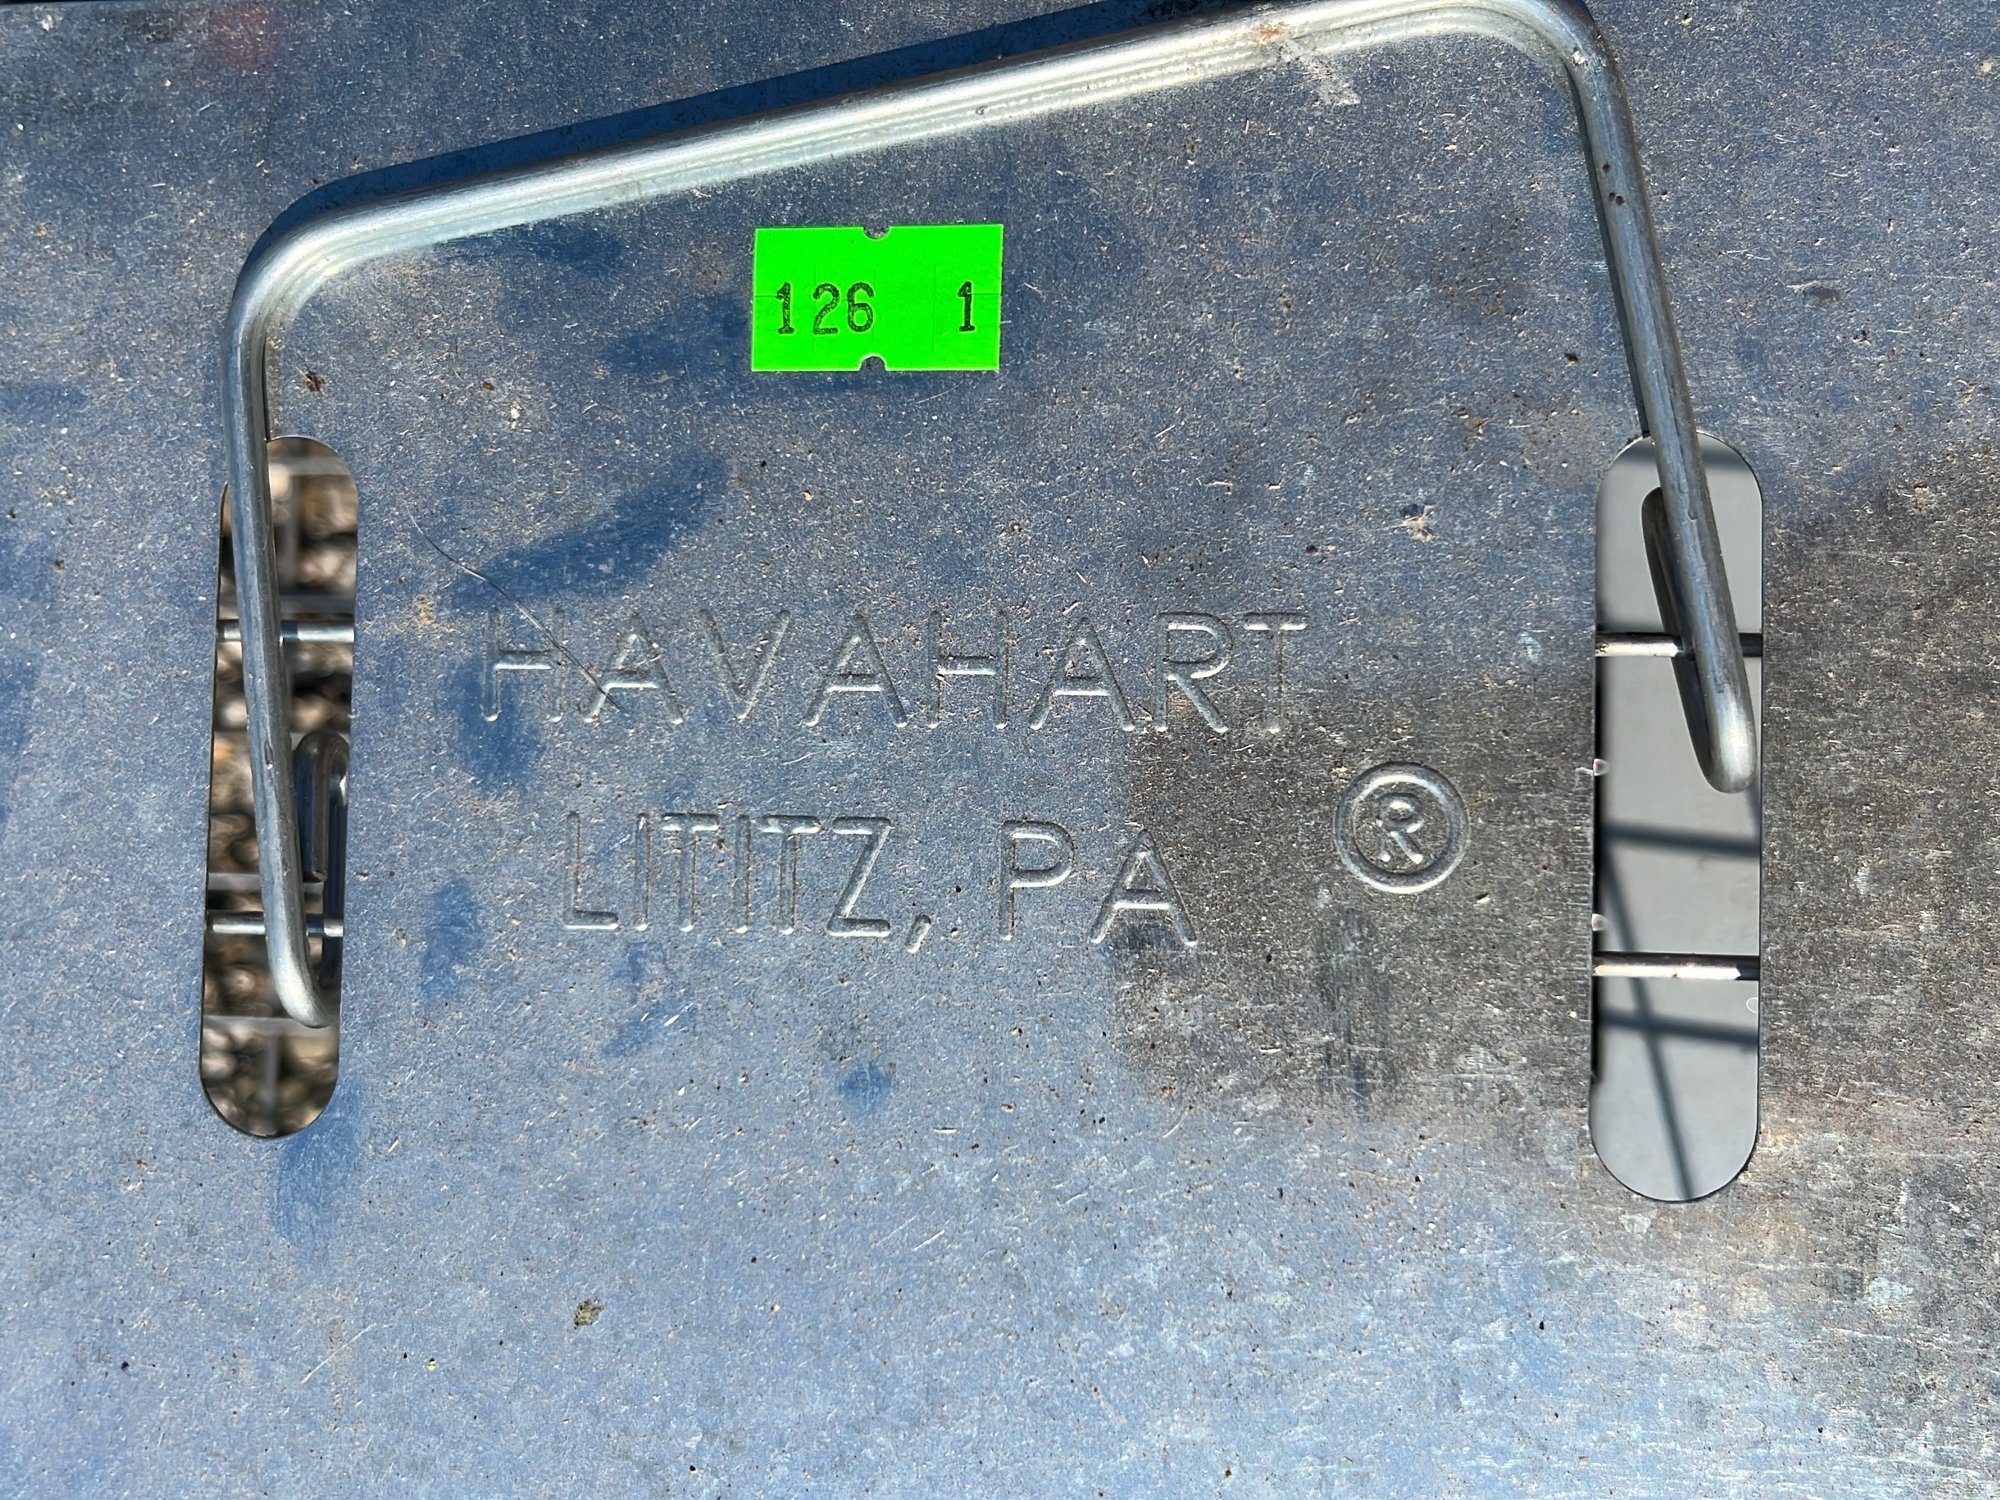 126 1
HAVAHART
LITITZ, PA ®